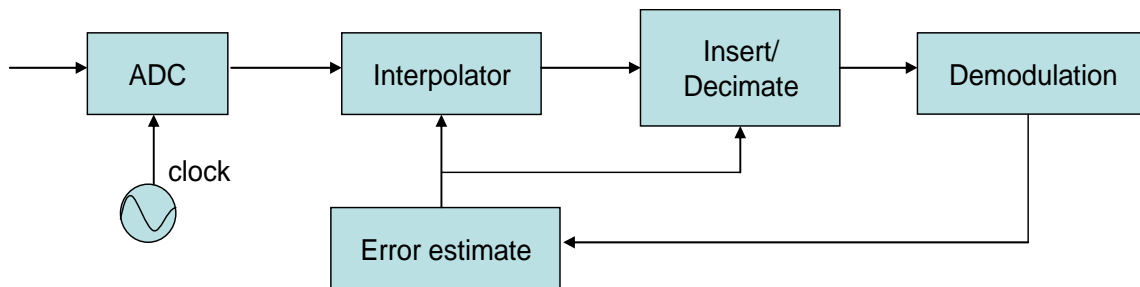 ADC
Interpolator
Insert/
Decimate
Demodulation
clock
Error estimate